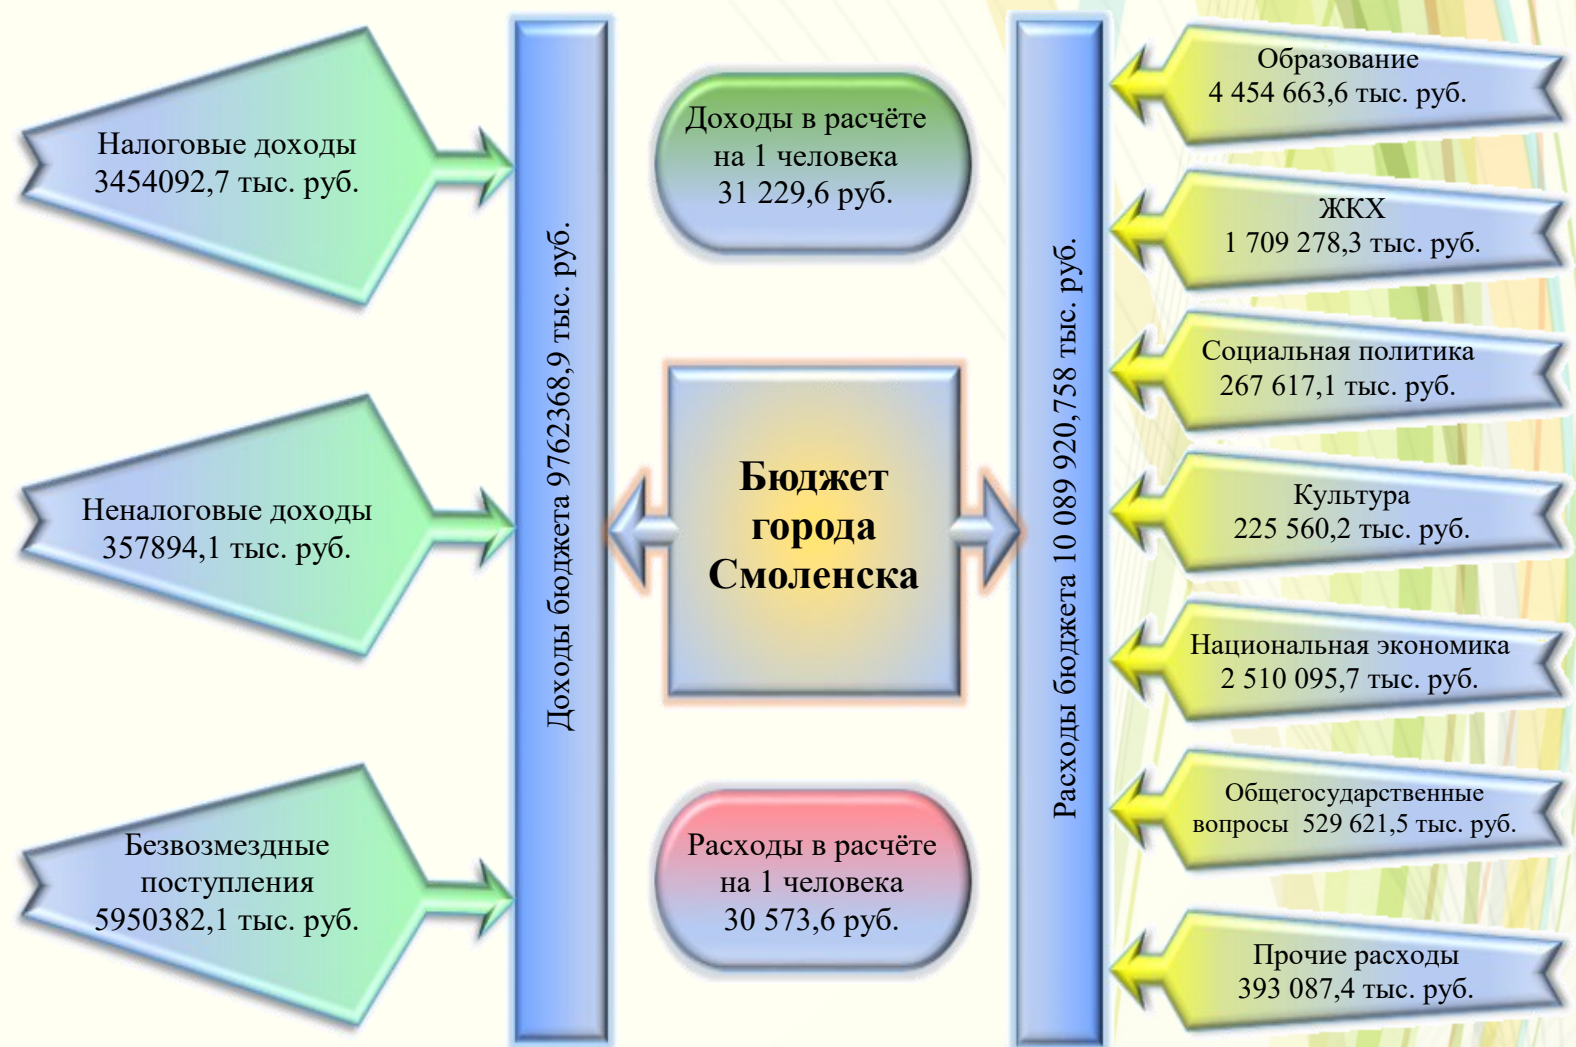 Налоговые доходы
3454092,7 тыс. руб.
Неналоговые доходы
357894,1 тыс. руб.
Безвозмездные
поступления
5950382,1 тыс. руб.
Доходы бюджета 9762368,9 тыс. руб.
Доходы в расчёте
на 1 человека
31 229,6 руб.
Бюджет
города
Смоленска
Расходы в расчёте
на 1 человека
30 573,6 руб.
Расходы бюджета 10 089 920,758 тыс. руб.
Образование
4 454 663,6 тыс. руб.
ЖКХ
1 709 278,3 тыс. руб.
Социальная политика
267 617,1 тыс. руб.
Культура
225 560,2 тыс. руб.
Национальная экономика
2 510 095,7 тыс. руб.
Общегосударственные
вопросы 529 621,5 тыс. руб.
Прочие расходы
393 087,4 тыс. руб.